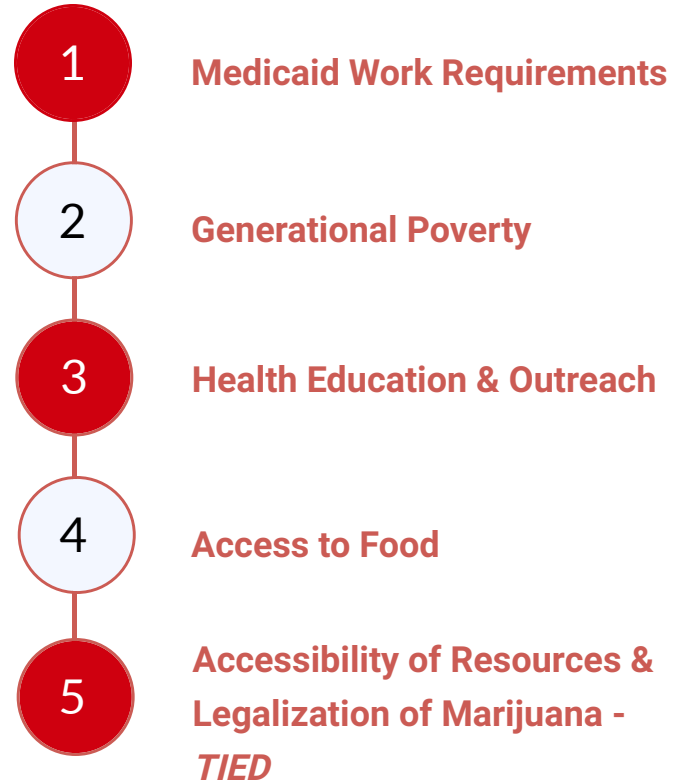 1
Medicaid Work Requirements
2
Generational Poverty
3
Health Education & Outreach
4
Access to Food
5
Accessibility of Resources &
Legalization of Marijuana -
TIED